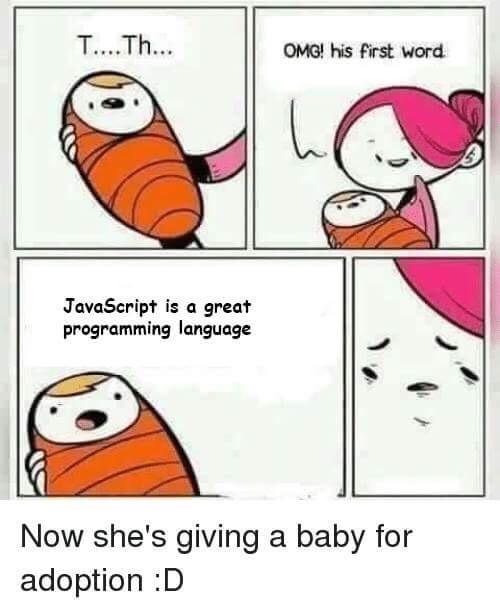 T....Th...
OMG! his first word.
JavaScript is a great
programming language
Now she's giving a baby for
adoption :D